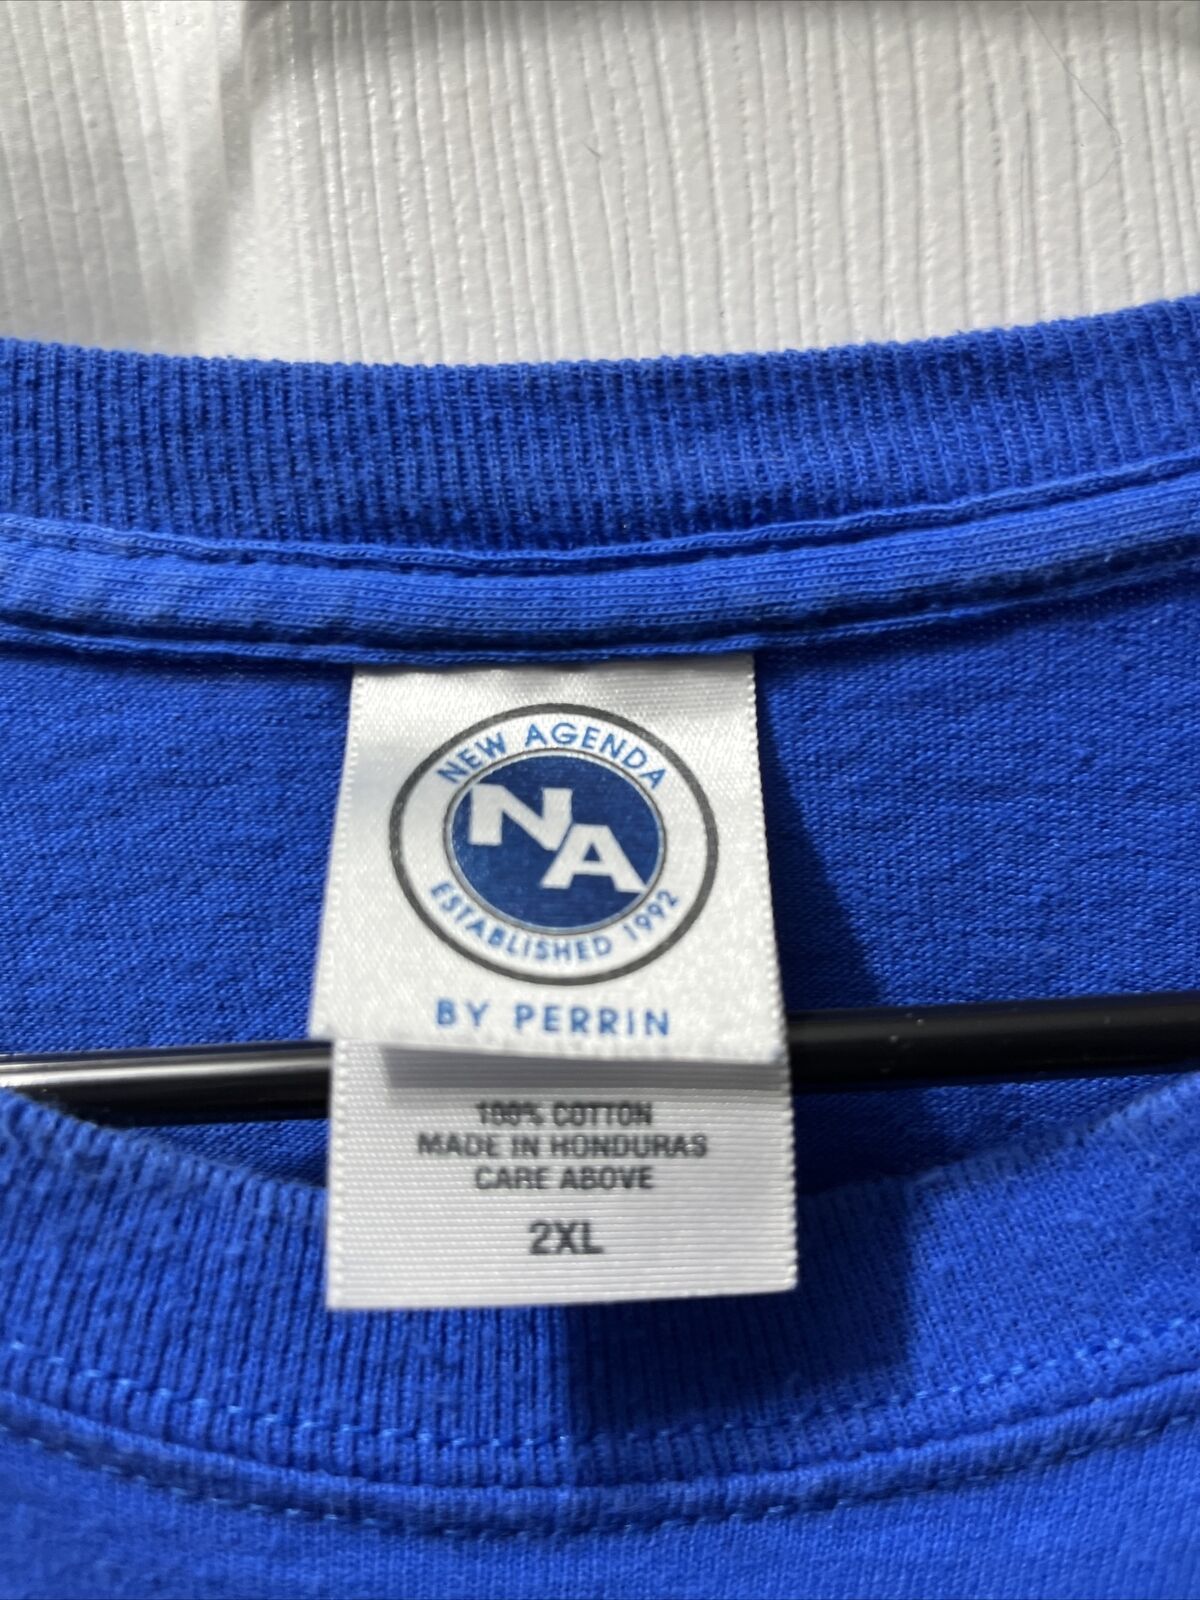 NEW AGENDA
NA
ESTABLISHED 1992
BY PERRIN
100% COTTON
MADE IN HONDURAS
CARE ABOVE
2XL